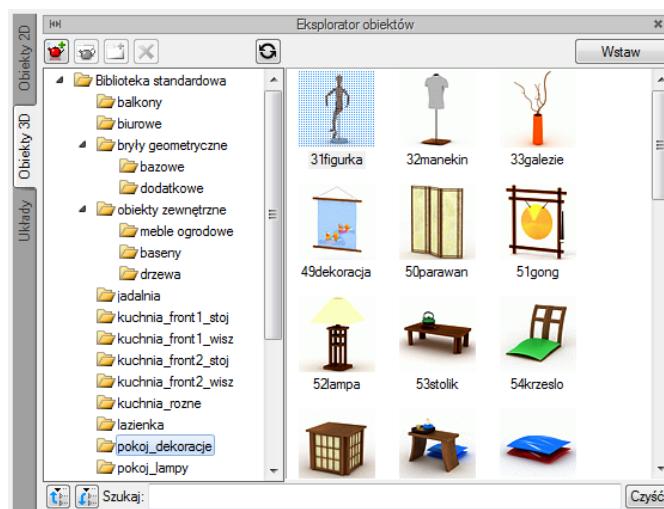 Eksplorator obiektów
Obiekty 2D
Obiekty 3D
Układy
Wstaw
Biblioteka standardowa
balkony
biurowe
bryły geometryczne
bazowe
dodatkowe
obiekty zewnętrzne
meble ogrodowe
baseny
drzewa
jadalnia
kuchnia_front1_stoj
kuchnia_front1_wisz
kuchnia_front2_stoj
kuchnia_front2_wisz
kuchnia_rozne
lazienka
pokoj_dekoracje
pokoj_lampy
31figurka 32manekin 33galezie
49dekoracja 50parawan 51gong
52lampa 53stolik 54krzeslo
Szukaj: Czyść